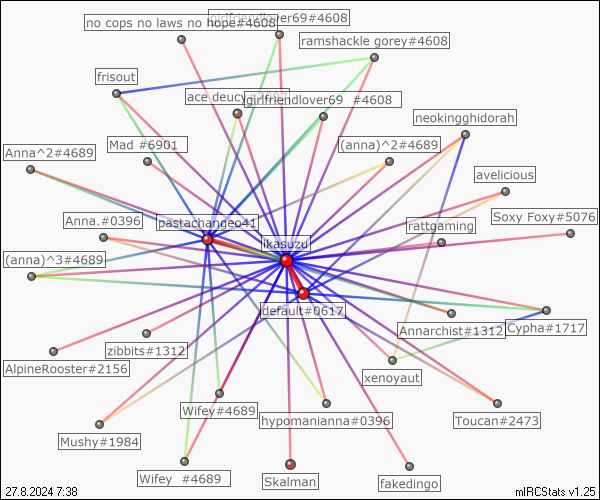 girlfriendlover69#4608
no cops no laws no hope#4608
ramshackle gorey#4608
frisout
ace deucy
girlfriendlover69 #4608
neokingghidorah
Mad #6901
(anna)^2#4689
Anna^2#4689
avelicious
Anna.#0396
pastachangeo41
Soxy Foxy#5076
rattgaming
ikasuzu
(anna)^3#4689
default#0617
Annarchist#1312
Cypha#1717
zibbits#1312
AlpineRooster#2156
xenoyaut
Wifey#4689
hypomanianna#0396
Toucan#2473
Mushy#1984
Wifey #4689
Skalman
fakedingo
27.8.2024 7:38
mIRCStats v1.25